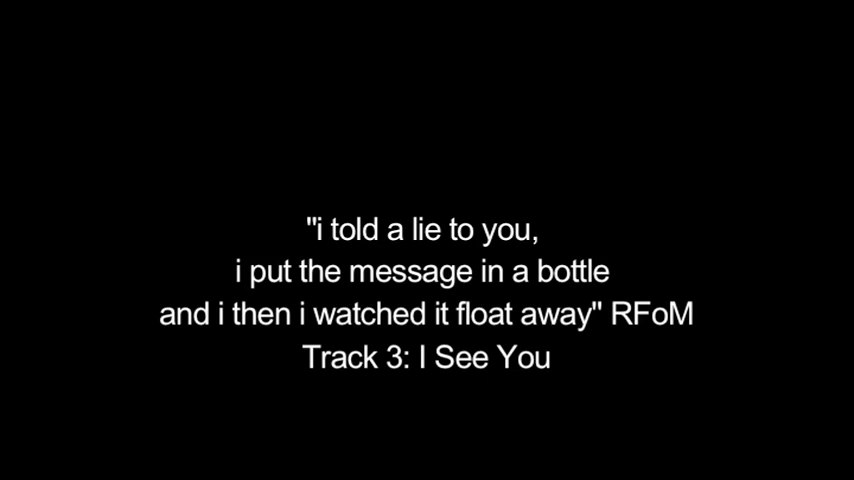 "i told a lie to you,
i put the message in a bottle
and i then i watched it float away" RFoM
Track 3: I See You